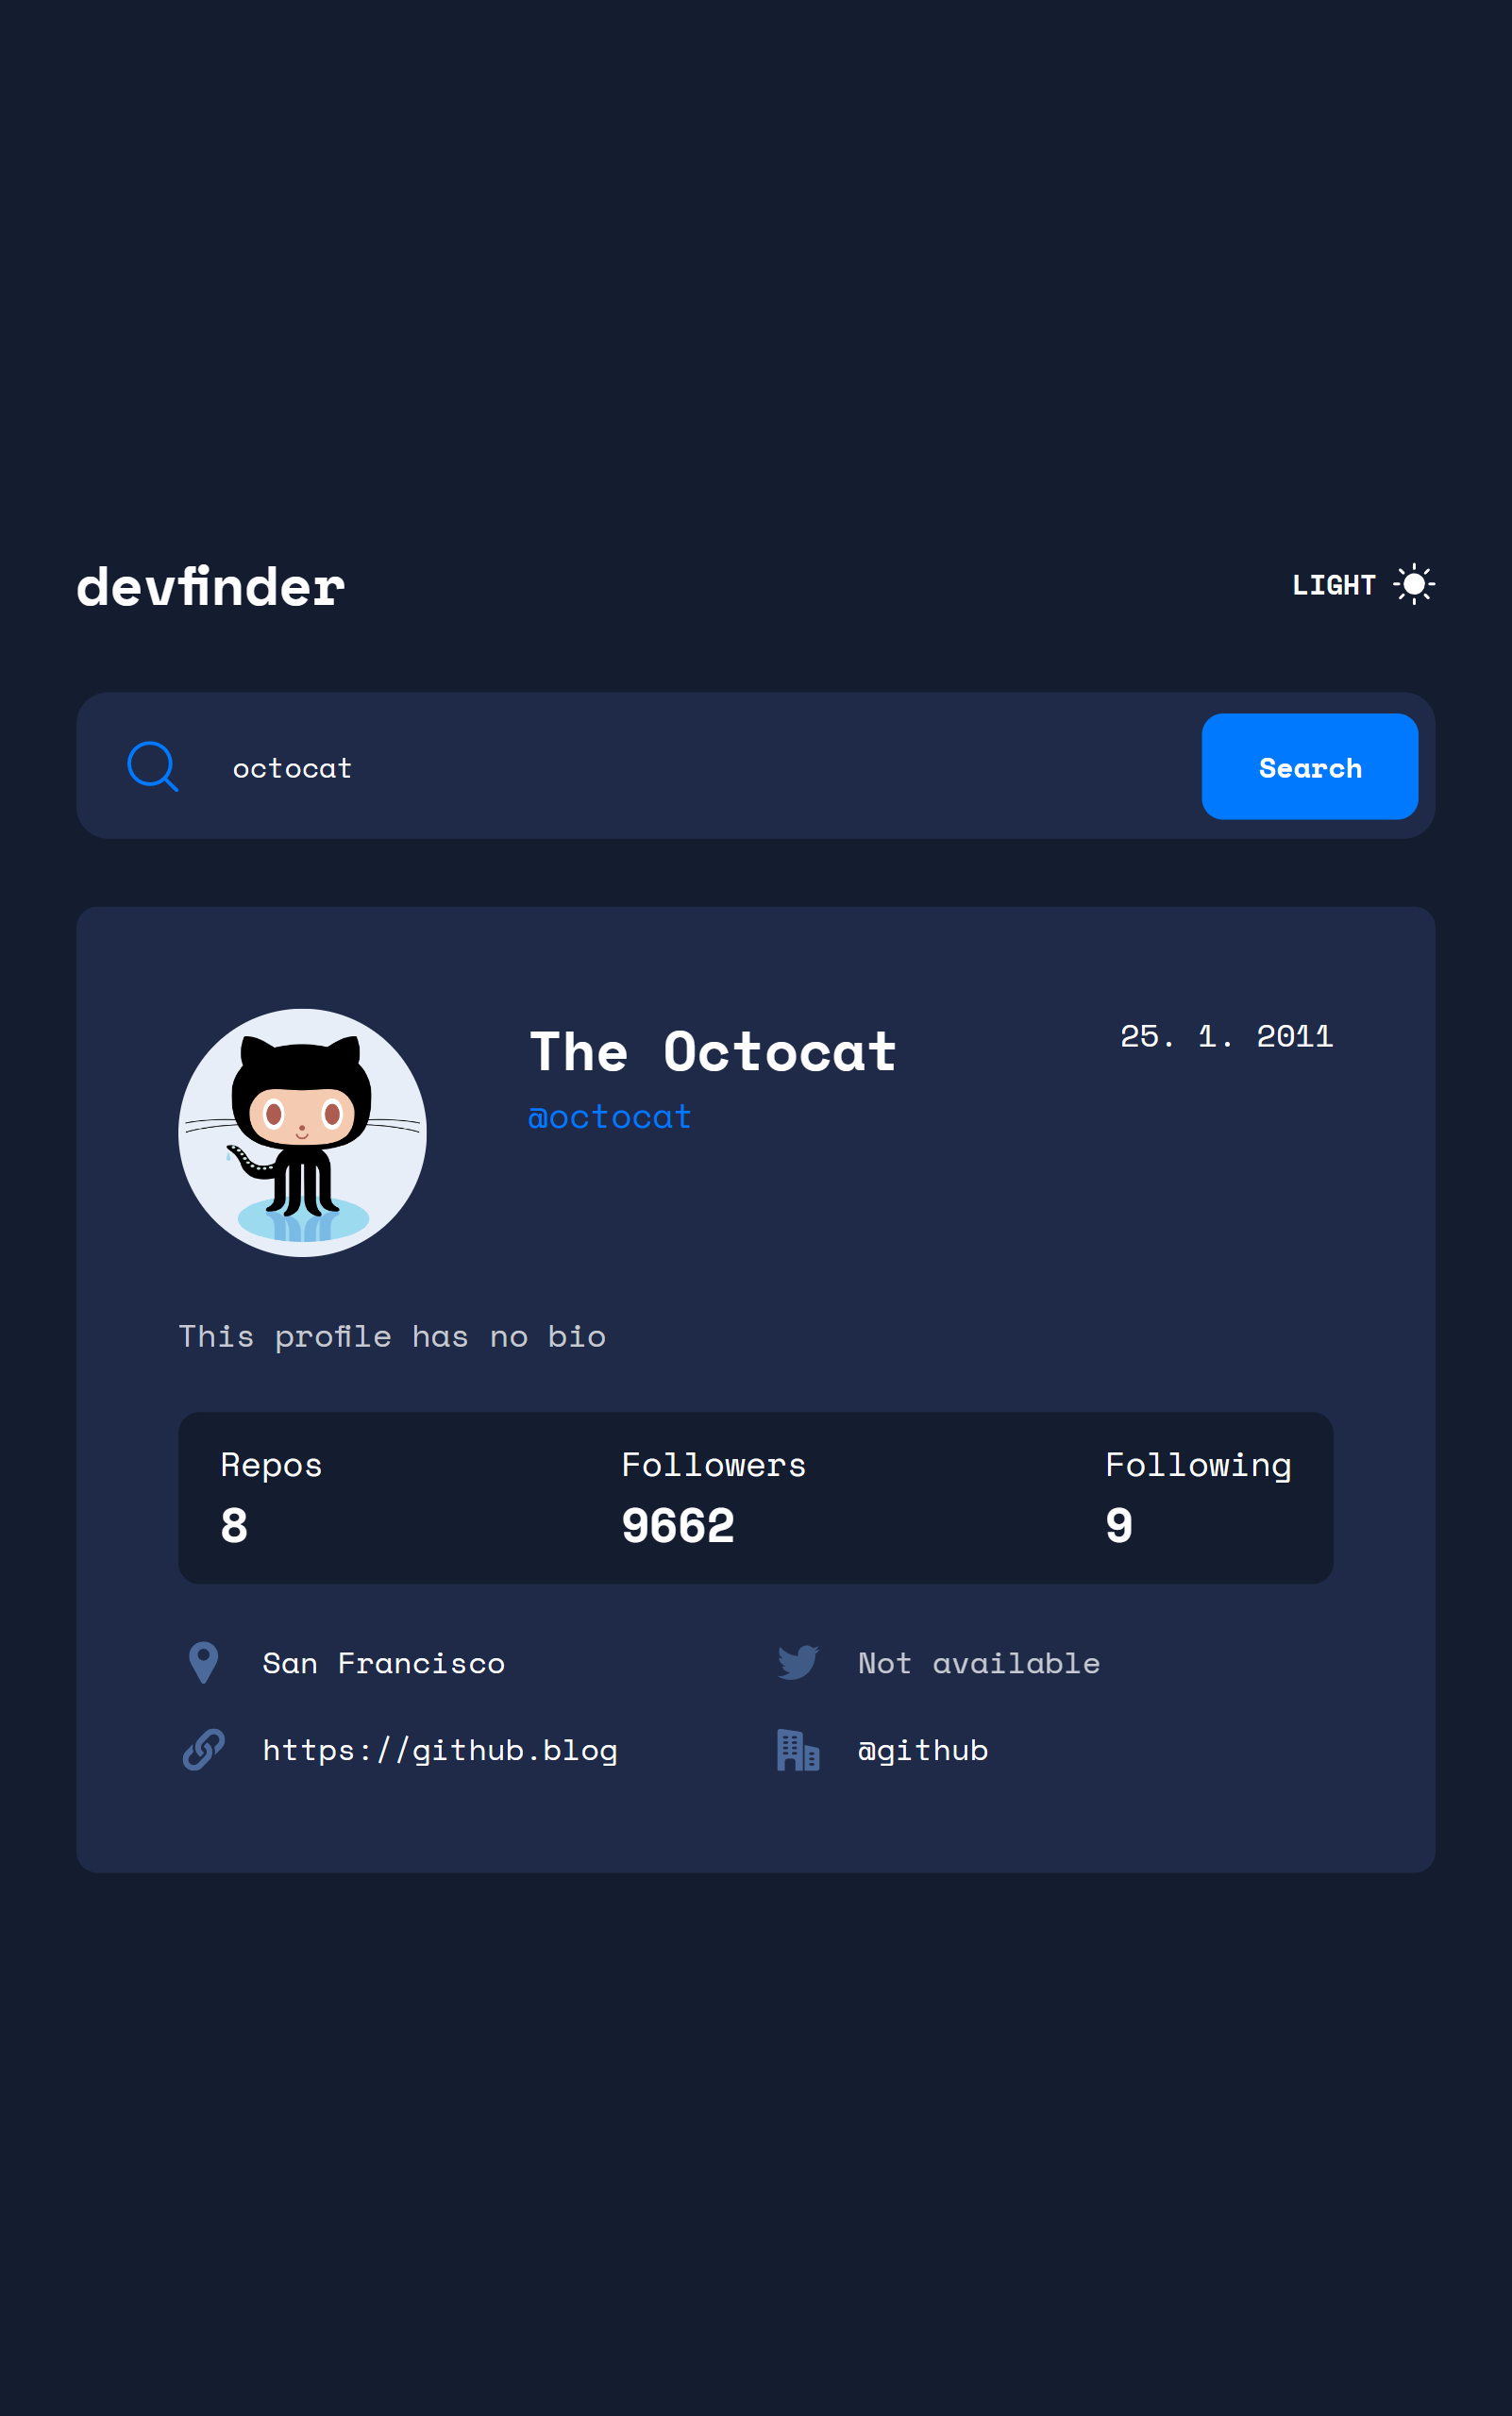 devfinder
LIGHT
octocat
Search
The Octocat
25. 1. 2011
@octocat
This profile has no bio
Repos Followers Following
8 9662 9
San Francisco
Not available
https://github.blog
@github